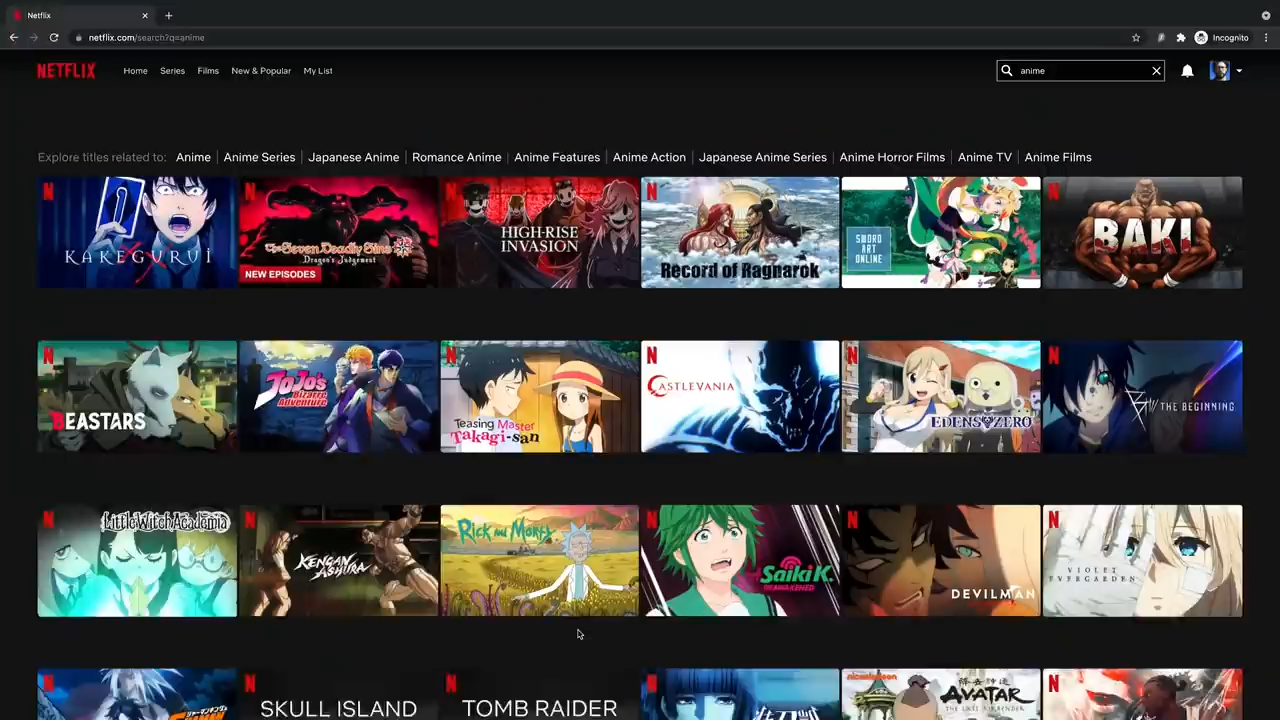 Netflix
netflix.com/search?q=anime
Incognito
NETFLIX
Home
Series
Films
New & Popular
My List
anime
Explore titles related to:
Anime
Anime Series
Japanese Anime
Romance Anime
Anime Features
Anime Action
Japanese Anime Series
Anime Horror Films
Anime TV
Anime Films
KAKEGURUI
The Seven Deadly Sins
Dragon's Judgement
NEW EPISODES
HIGH-RISE
INVASION
Record of Ragnarok
SWORD
ART
ONLINE
BAKI
BEASTARS
JoJo's
Bizarre
Adventure
Teasing Master
Takagi-san
CASTLEVANIA
EDENS ZERO
B THE BEGINNING
Little Witch Academia
KENGAN
ASHURA
Rick and Morty
Saiki K.
DEVILMAN
VIOLET
EVERGARDEN
SKULL ISLAND
TOMB RAIDER
nickelodeon
AVATAR
THE LAST AIRBENDER